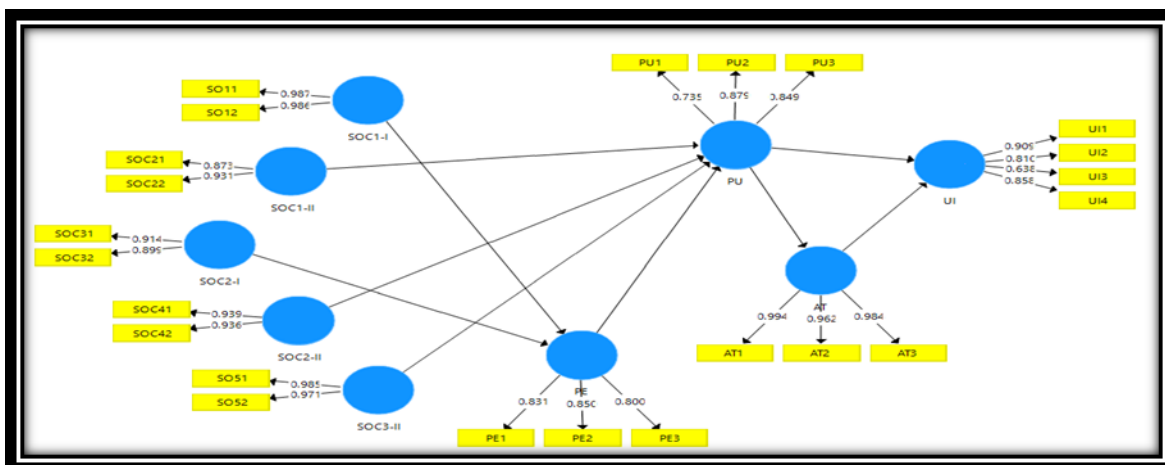 SO11
0.987
SO12
0.986
SOC1-I
SOC21
0.873
SOC22
0.931
SOC1-II
SOC31
0.914
SOC32
0.899
SOC2-I
SOC41
0.939
SOC42
0.936
SOC2-II
SO51
0.985
SO52
0.971
SOC3-II
PU1
PU2
PU3
0.735
0.879
0.849
PU
UI1
0.909
UI2
0.810
UI3
0.638
UI4
0.858
UI
AT
0.994
0.962
0.984
AT1
AT2
AT3
PE
0.831
0.850
0.800
PE1
PE2
PE3